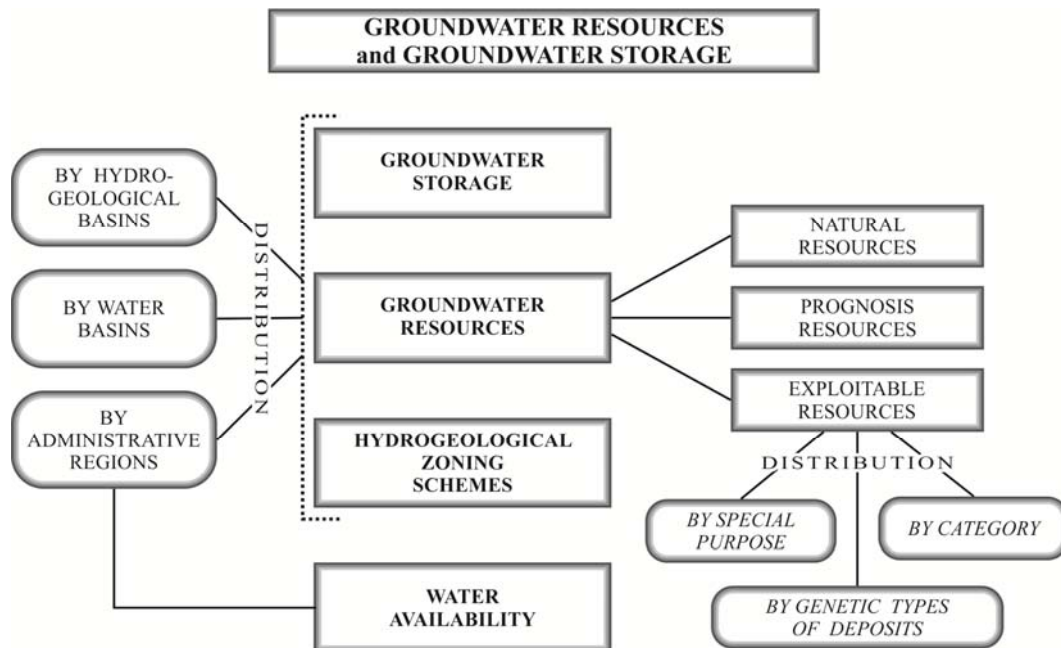 GROUNDWATER RESOURCES
and GROUNDWATER STORAGE
BY HYDRO-
GEOLOGICAL
BASINS
BY WATER
BASINS
BY
ADMINISTRATIVE
REGIONS
DISTRIBUTION
GROUNDWATER
STORAGE
GROUNDWATER
RESOURCES
HYDROGEOLOGICAL
ZONING
SCHEMES
WATER
AVAILABILITY
NATURAL
RESOURCES
PROGNOSIS
RESOURCES
EXPLOITABLE
RESOURCES
DISTRIBUTION
BY SPECIAL
PURPOSE
BY CATEGORY
BY GENETIC TYPES
OF DEPOSITS